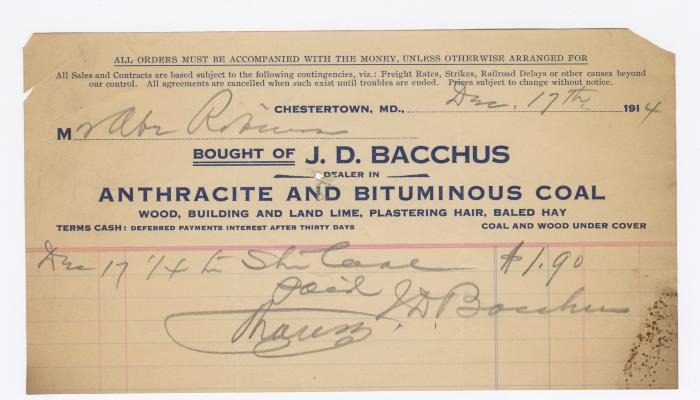 ALL ORDERS MUST BE ACCOMPANIED WITH THE MONEY, UNLESS OTHERWISE ARRANGED FOR
All Sales and Contracts are based subject to the following contingencies, viz.: Freight Rates, Strikes, Railroad Delays or other causes beyond
our control. All agreements are cancelled when such exist until troubles are ended. Prices subject to change without notice.
CHESTERTOWN, MD., Dec. 17th, 1914
Mr Abr
BOUGHT OF J. D. BACCHUS
DEALER IN
ANTHRACITE AND BITUMINOUS COAL
WOOD, BUILDING AND LAND LIME, PLASTERING HAIR, BALED HAY
TERMS CASH: DEFERRED PAYMENTS INTEREST AFTER THIRTY DAYS COAL AND WOOD UNDER COVER
Dec 17 1/4 $1.90
Paid J D Bacchus